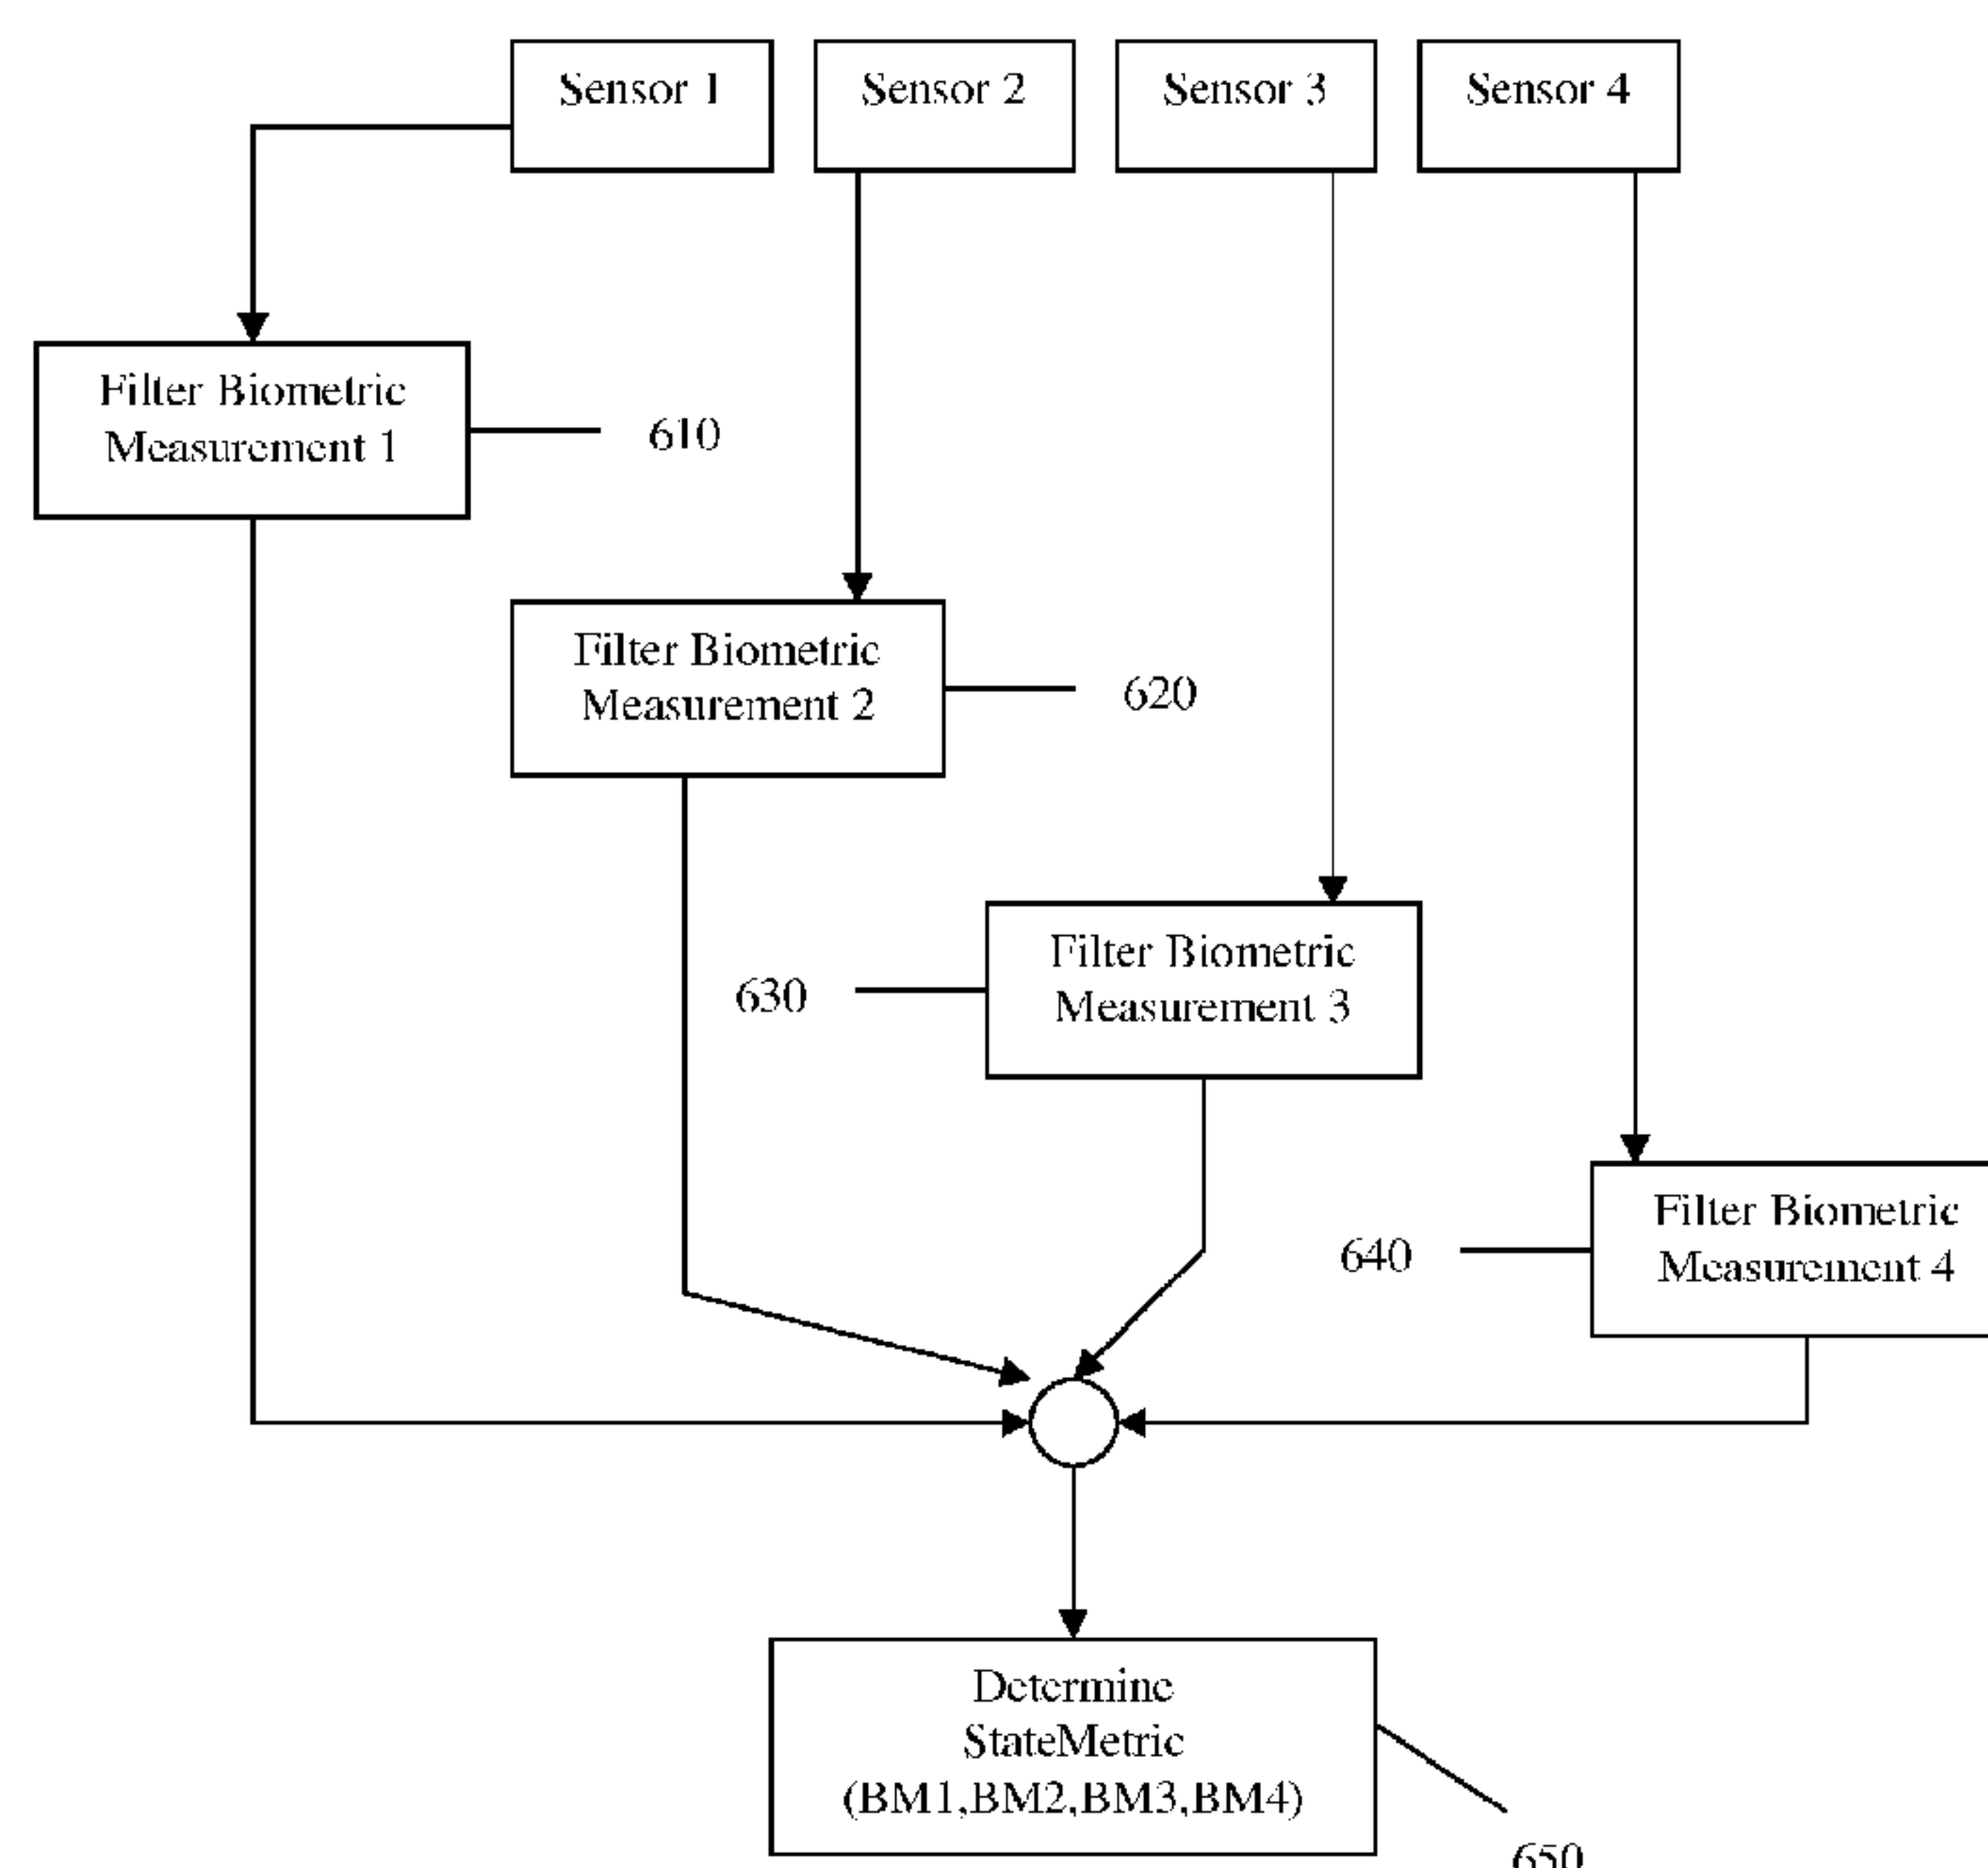 Sensor 1
Sensor 2
Sensor 3
Sensor 4
Filter Biometric
Measurement 1
610
Filter Biometric
Measurement 2
620
630
Filter Biometric
Measurement 3
640
Filter Biometric
Measurement 4
Determine
StateMetric
(BM1,BM2,BM3,BM4)
650